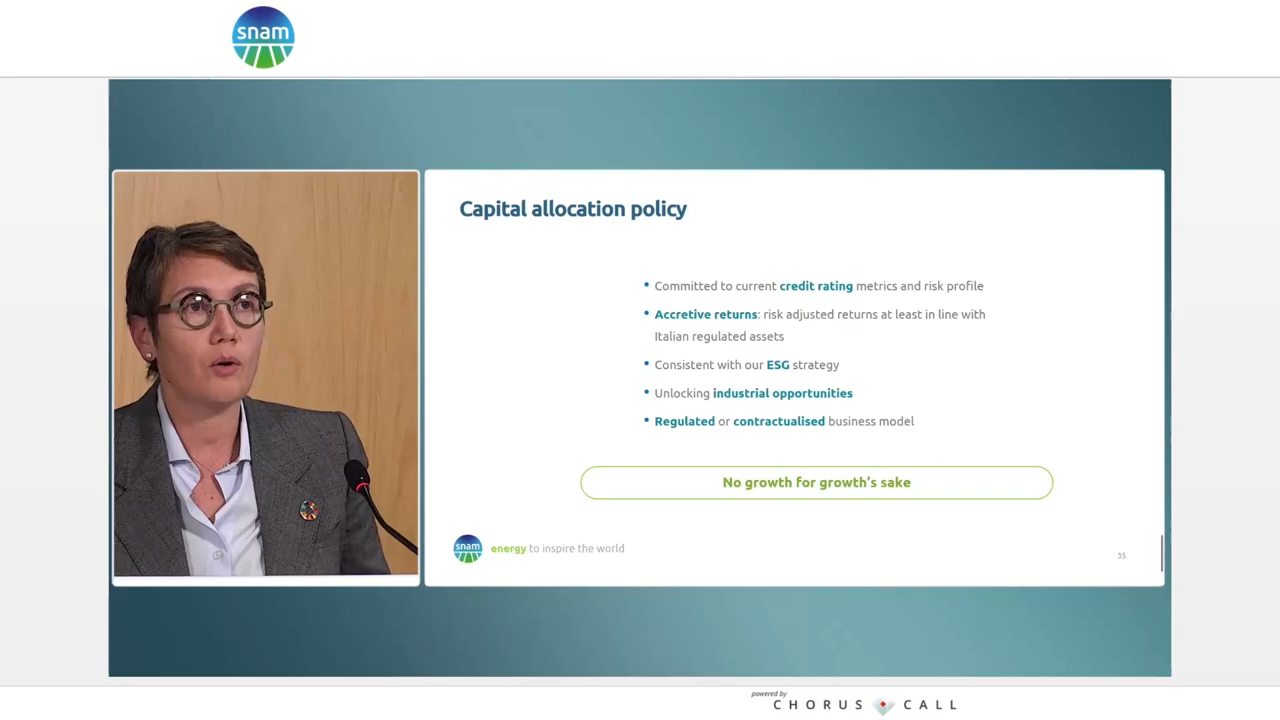 snam
Capital allocation policy
• Committed to current credit rating metrics and risk profile
• Accretive returns: risk adjusted returns at least in line with
Italian regulated assets
• Consistent with our ESG strategy
• Unlocking industrial opportunities
• Regulated or contractualised business model
No growth for growth's sake
snam energy to inspire the world
35
powered by
CHORUS CALL